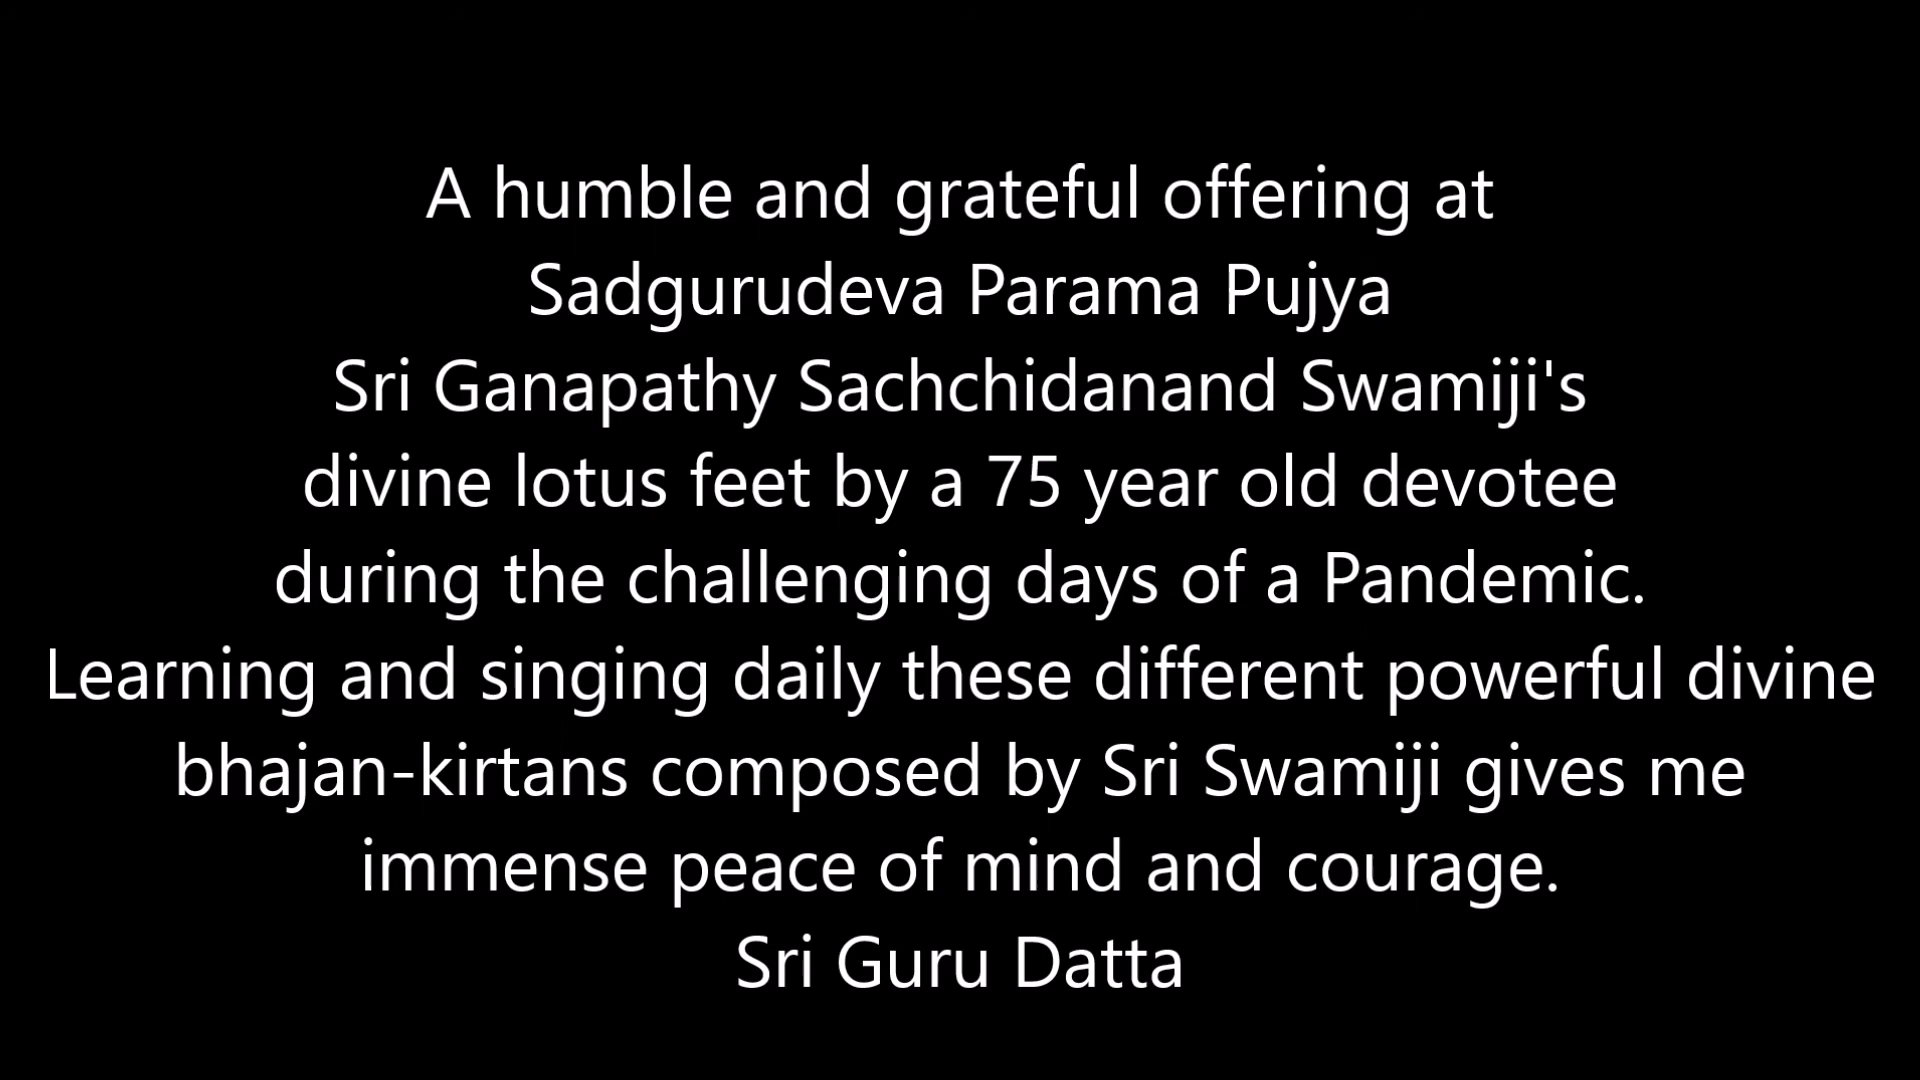 A humble and grateful offering at
Sadgurudeva Parama Pujya
Sri Ganapathy Sachchidanand Swamiji's
divine lotus feet by a 75 year old devotee
during the challenging days of a Pandemic.
Learning and singing daily these different powerful divine
bhajan-kirtans composed by Sri Swamiji gives me
immense peace of mind and courage.
Sri Guru Datta